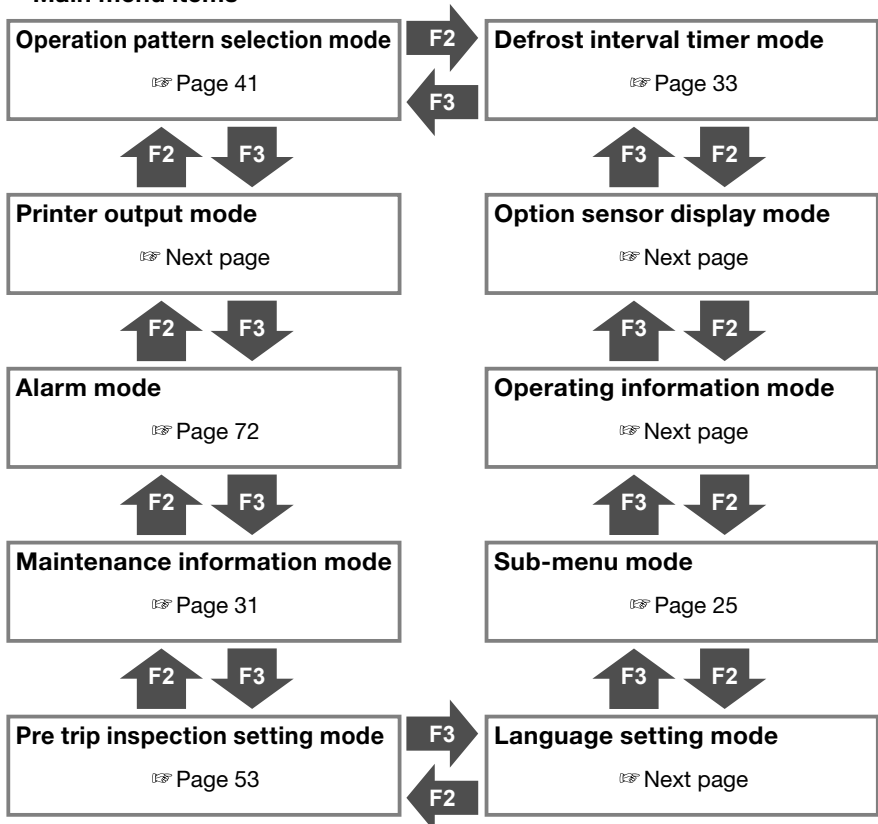 Main menu items
Operation pattern selection mode
☞ Page 41
F2
F3
Defrost interval timer mode
☞ Page 33
F2
F3
F3
F2
Printer output mode
☞ Next page
Option sensor display mode
☞ Next page
F2
F3
F3
F2
Alarm mode
☞ Page 72
Operating information mode
☞ Next page
F2
F3
F3
F2
Maintenance information mode
☞ Page 31
Sub-menu mode
☞ Page 25
F2
F3
F3
F2
Pre trip inspection setting mode
☞ Page 53
F3
F2
Language setting mode
☞ Next page